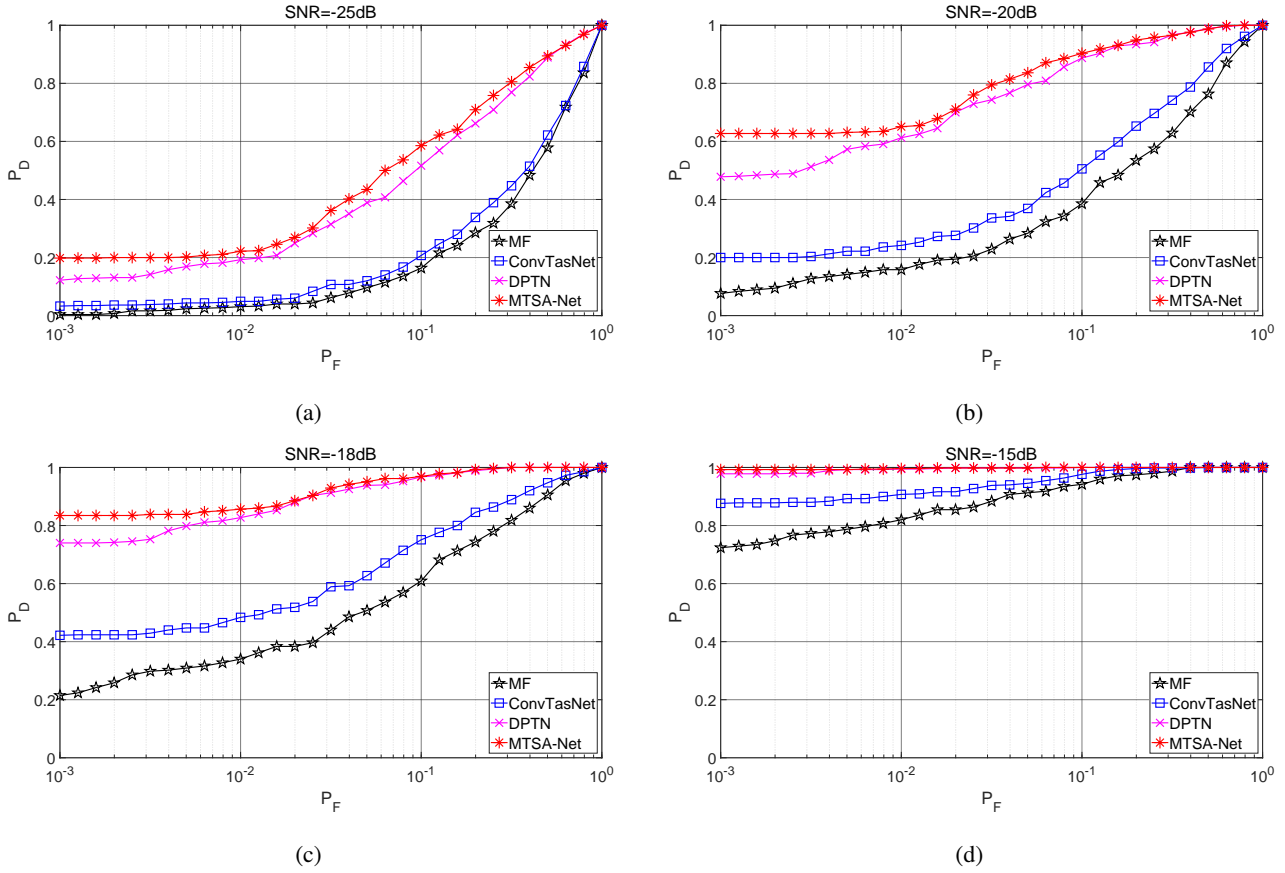 SNR=-25dB
1
0.8
0.6
0.4
0.2
0
P_D
10^-3
10^-2
10^-1
10^0
P_F
MF
ConvTasNet
DPTN
MTSA-Net
(a)
SNR=-20dB
1
0.8
0.6
0.4
0.2
0
P_D
10^-3
10^-2
10^-1
10^0
P_F
MF
ConvTasNet
DPTN
MTSA-Net
(b)
SNR=-18dB
1
0.8
0.6
0.4
0.2
0
P_D
10^-3
10^-2
10^-1
10^0
P_F
MF
ConvTasNet
DPTN
MTSA-Net
(c)
SNR=-15dB
1
0.8
0.6
0.4
0.2
0
P_D
10^-3
10^-2
10^-1
10^0
P_F
MF
ConvTasNet
DPTN
MTSA-Net
(d)